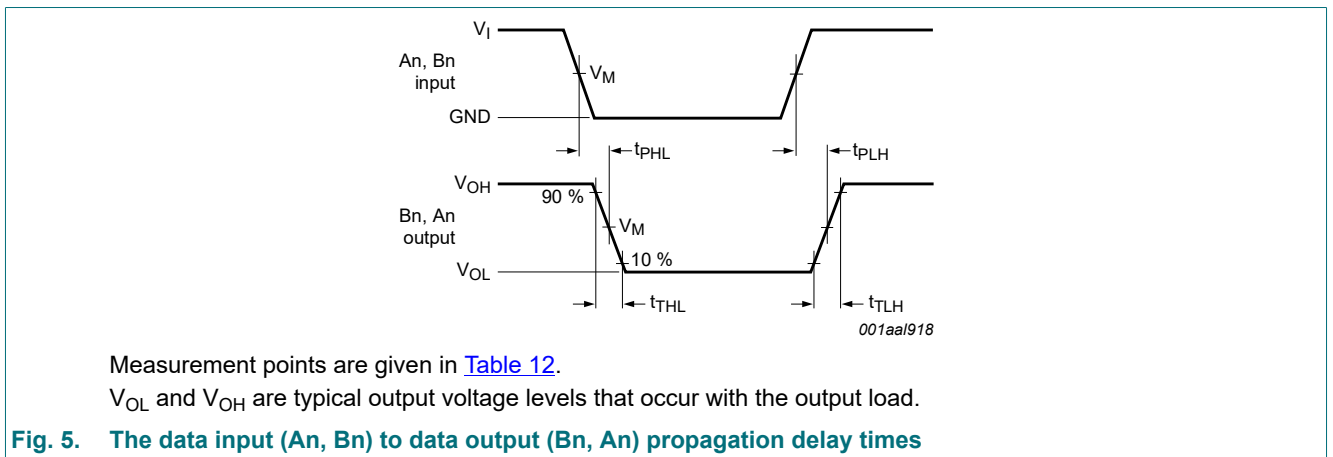 VI
An, Bn
input
VM
GND
tPHL
tPLH
VOH
90 %
Bn, An
output
VM
10 %
VOL
tTHL
tTLH
001aal918
Measurement points are given in Table 12.
VOL and VOH are typical output voltage levels that occur with the output load.
Fig. 5. The data input (An, Bn) to data output (Bn, An) propagation delay times